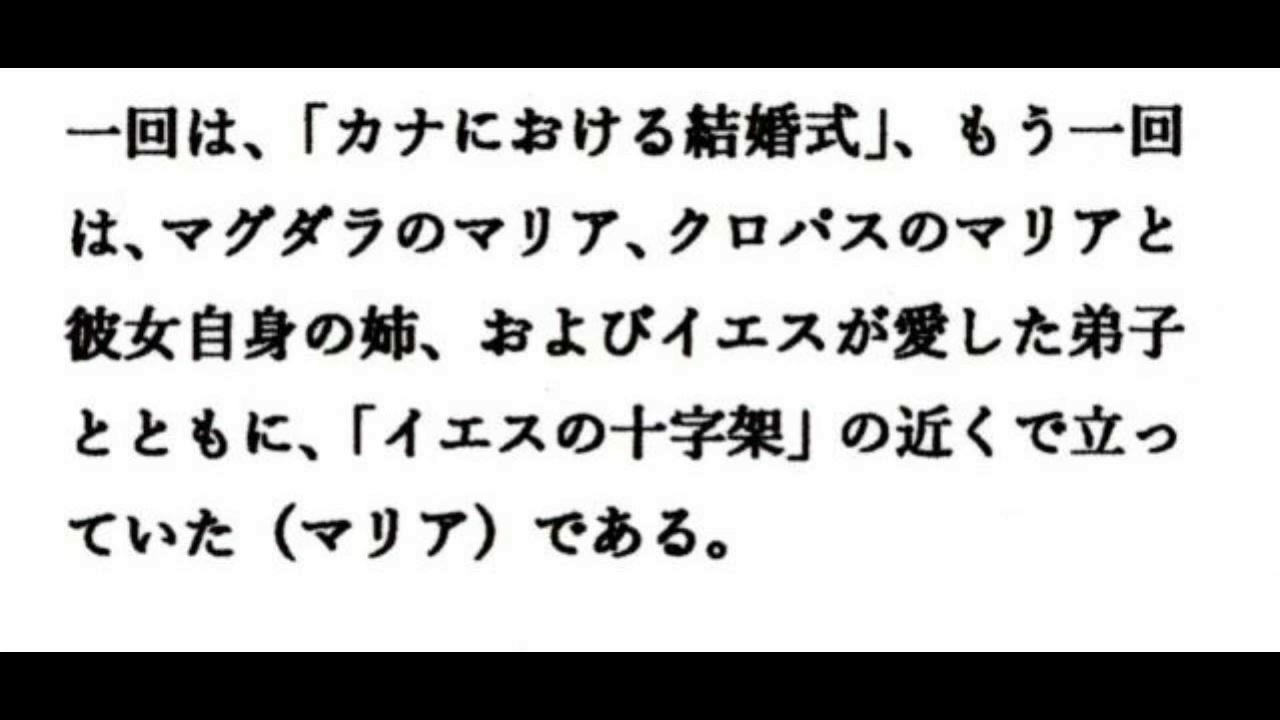 一回は、「カナにおける結婚式」、もう一回
は、マグダラのマリア、クロパスのマリアと
彼女自身の姉、およびイエスが愛した弟子
とともに、「イエスの十字架」の近くで立っ
ていた（マリア）である。